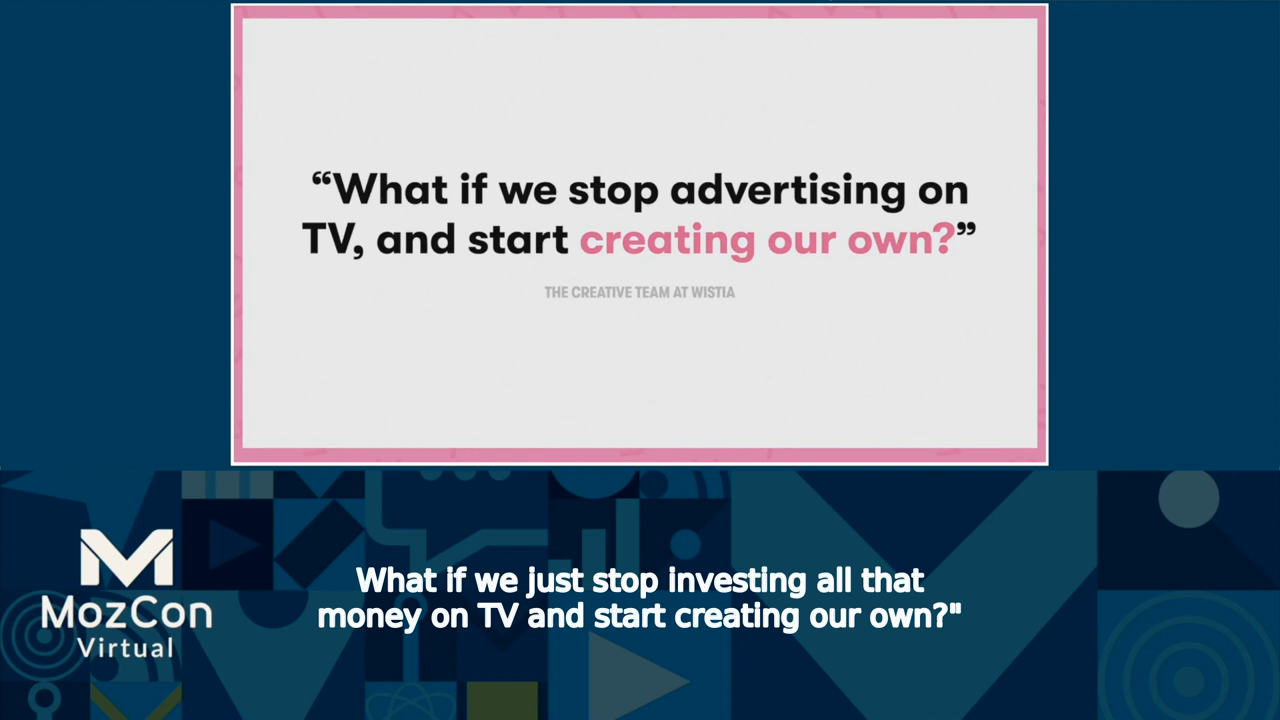 “What if we stop advertising on
TV, and start creating our own?”
THE CREATIVE TEAM AT WISTIA
MozCon
Virtual
What if we just stop investing all that
money on TV and start creating our own?"